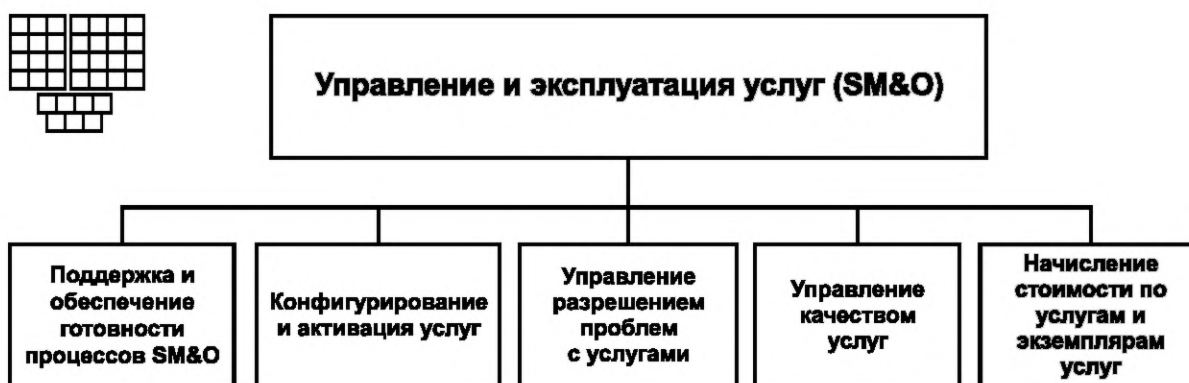 Управление и эксплуатация услуг (SM&O)
Поддержка и
обеспечение
готовности
процессов SM&O
Конфигурирование
и активация услуг
Управление
разрешением
проблем
с услугами
Управление
качеством
услуг
Начисление
стоимости по
услугам и
экземплярам
услуг